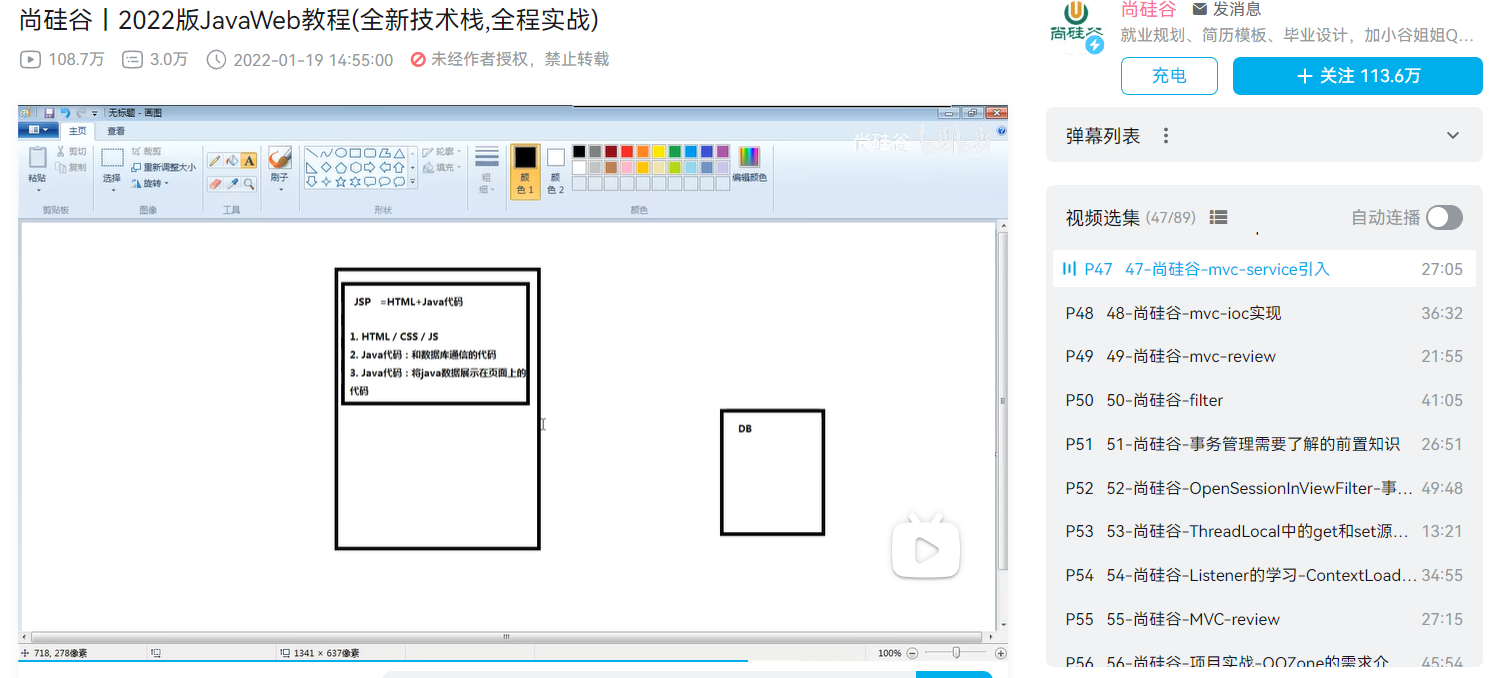 尚硅谷丨2022版JavaWeb教程(全新技术栈,全程实战)
108.7万 3.0万 2022-01-19 14:55:00 未经作者授权，禁止转载
尚硅谷
发消息
就业规划、简历模板、毕业设计，加小谷姐姐Q...
充电
+ 关注 113.6万
弹幕列表
视频选集 (47/89) 自动连播
P47 47-尚硅谷-mvc-service引入 27:05
P48 48-尚硅谷-mvc-ioc实现 36:32
P49 49-尚硅谷-mvc-review 21:55
P50 50-尚硅谷-filter 41:05
P51 51-尚硅谷-事务管理需要了解的前置知识 26:51
P52 52-尚硅谷-OpenSessionInViewFilter-事... 49:48
P53 53-尚硅谷-ThreadLocal中的get和set源... 13:21
P54 54-尚硅谷-Listener的学习-ContextLoad... 34:55
P55 55-尚硅谷-MVC-review 27:15
P56 56-尚硅谷-项目实战-QQZone的需求介 45:54
无标题 - 画图
主页 查看
粘贴
剪切
复制
剪贴板
选择
裁剪
重新调整大小
旋转
图像
工具
刷子
形状
轮廓
填充
粗细
颜色 1
颜色 2
颜色
编辑颜色
尚硅谷
JSP =HTML+Java代码
1. HTML / CSS / JS
2. Java代码：和数据库通信的代码
3. Java代码：将java数据展示在页面上的
代码
DB
718, 278像素
1341 × 637像素
100%